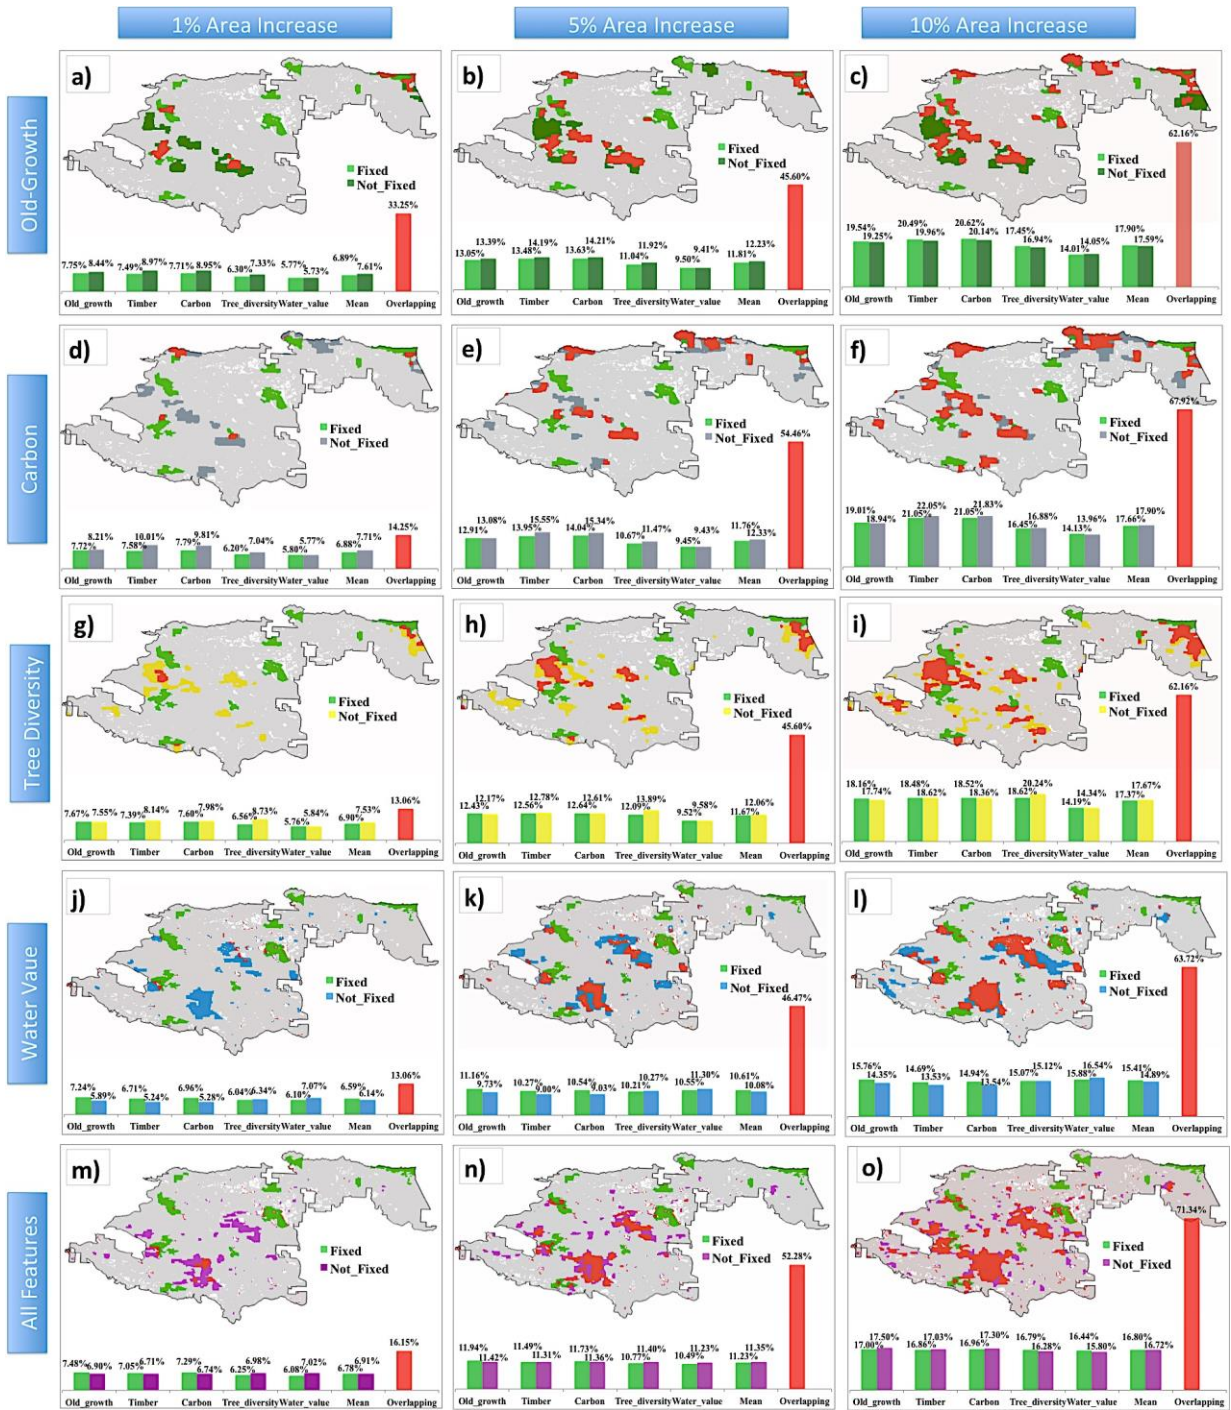 1% Area Increase
5% Area Increase
10% Area Increase
Old-Growth
a)
Fixed
Not_Fixed
33.25%
7.75% 8.44% 7.49% 8.97% 7.71% 8.95% 6.30% 7.33% 5.77% 5.73% 6.89% 7.61%
Old_growth Timber Carbon Tree_diversity Water_value Mean Overlapping
b)
Fixed
Not_Fixed
45.60%
13.05% 13.39% 13.48% 14.19% 13.63% 14.21% 11.04% 11.92% 9.50% 9.41% 11.81% 12.23%
Old_growth Timber Carbon Tree_diversity Water_value Mean Overlapping
c)
62.16%
Fixed
Not_Fixed
19.54% 19.25% 20.49% 19.96% 20.62% 20.14% 17.45% 16.94% 14.01% 14.05% 17.90% 17.59%
Old_growth Timber Carbon Tree_diversity Water_value Mean Overlapping
Carbon
d)
Fixed
Not_Fixed
14.25%
7.72% 8.21% 7.58% 10.01% 7.79% 9.81% 6.20% 7.04% 5.80% 5.77% 6.88% 7.71%
Old_growth Timber Carbon Tree_diversity Water_value Mean Overlapping
e)
Fixed
Not_Fixed
54.46%
12.91% 13.08% 13.95% 15.55% 14.04% 15.34% 10.67% 11.47% 9.45% 9.43% 11.76% 12.33%
Old_growth Timber Carbon Tree_diversity Water_value Mean Overlapping
f)
67.92%
Fixed
Not_Fixed
19.01% 18.94% 21.05% 22.05% 21.05% 21.83% 16.45% 16.88% 14.13% 13.96% 17.66% 17.90%
Old_growth Timber Carbon Tree_diversity Water_value Mean Overlapping
Tree Diversity
g)
Fixed
Not_Fixed
13.06%
7.67% 7.55% 7.39% 8.14% 7.60% 7.98% 6.56% 8.73% 5.76% 5.84% 6.90% 7.53%
Old_growth Timber Carbon Tree_diversity Water_value Mean Overlapping
h)
Fixed
Not_Fixed
45.60%
12.43% 12.17% 12.56% 12.78% 12.64% 12.61% 12.09% 13.89% 9.52% 9.58% 11.67% 12.06%
Old_growth Timber Carbon Tree_diversity Water_value Mean Overlapping
i)
62.16%
Fixed
Not_Fixed
18.16% 17.74% 18.48% 18.62% 18.52% 18.36% 18.62% 20.24% 14.19% 14.34% 17.37% 17.67%
Old_growth Timber Carbon Tree_diversity Water_value Mean Overlapping
Water Vaue
j)
Fixed
Not_Fixed
13.06%
7.24% 5.89% 6.71% 5.24% 6.96% 5.28% 6.04% 6.34% 6.10% 7.07% 6.59% 6.14%
Old_growth Timber Carbon Tree_diversity Water_value Mean Overlapping
k)
Fixed
Not_Fixed
46.47%
11.16% 9.73% 10.27% 9.00% 10.54% 9.03% 10.21% 10.27% 10.55% 11.30% 10.61% 10.08%
Old_growth Timber Carbon Tree_diversity Water_value Mean Overlapping
l)
63.72%
Fixed
Not_Fixed
15.76% 14.35% 14.69% 13.53% 14.94% 13.54% 15.07% 15.12% 15.88% 16.54% 15.41% 14.89%
Old_growth Timber Carbon Tree_diversity Water_value Mean Overlapping
All Features
m)
Fixed
Not_Fixed
16.15%
7.48% 6.90% 7.05% 6.71% 7.29% 6.74% 6.25% 6.98% 6.08% 7.02% 6.78% 6.91%
Old_growth Timber Carbon Tree_diversity Water_value Mean Overlapping
n)
Fixed
Not_Fixed
52.28%
11.94% 11.42% 11.49% 11.31% 11.73% 11.36% 10.77% 11.40% 10.49% 11.23% 11.23% 11.35%
Old_growth Timber Carbon Tree_diversity Water_value Mean Overlapping
o)
71.34%
Fixed
Not_Fixed
17.00% 17.50% 16.86% 17.03% 16.96% 17.30% 16.79% 16.28% 16.44% 15.80% 16.80% 16.72%
Old_growth Timber Carbon Tree_diversity Water_value Mean Overlapping